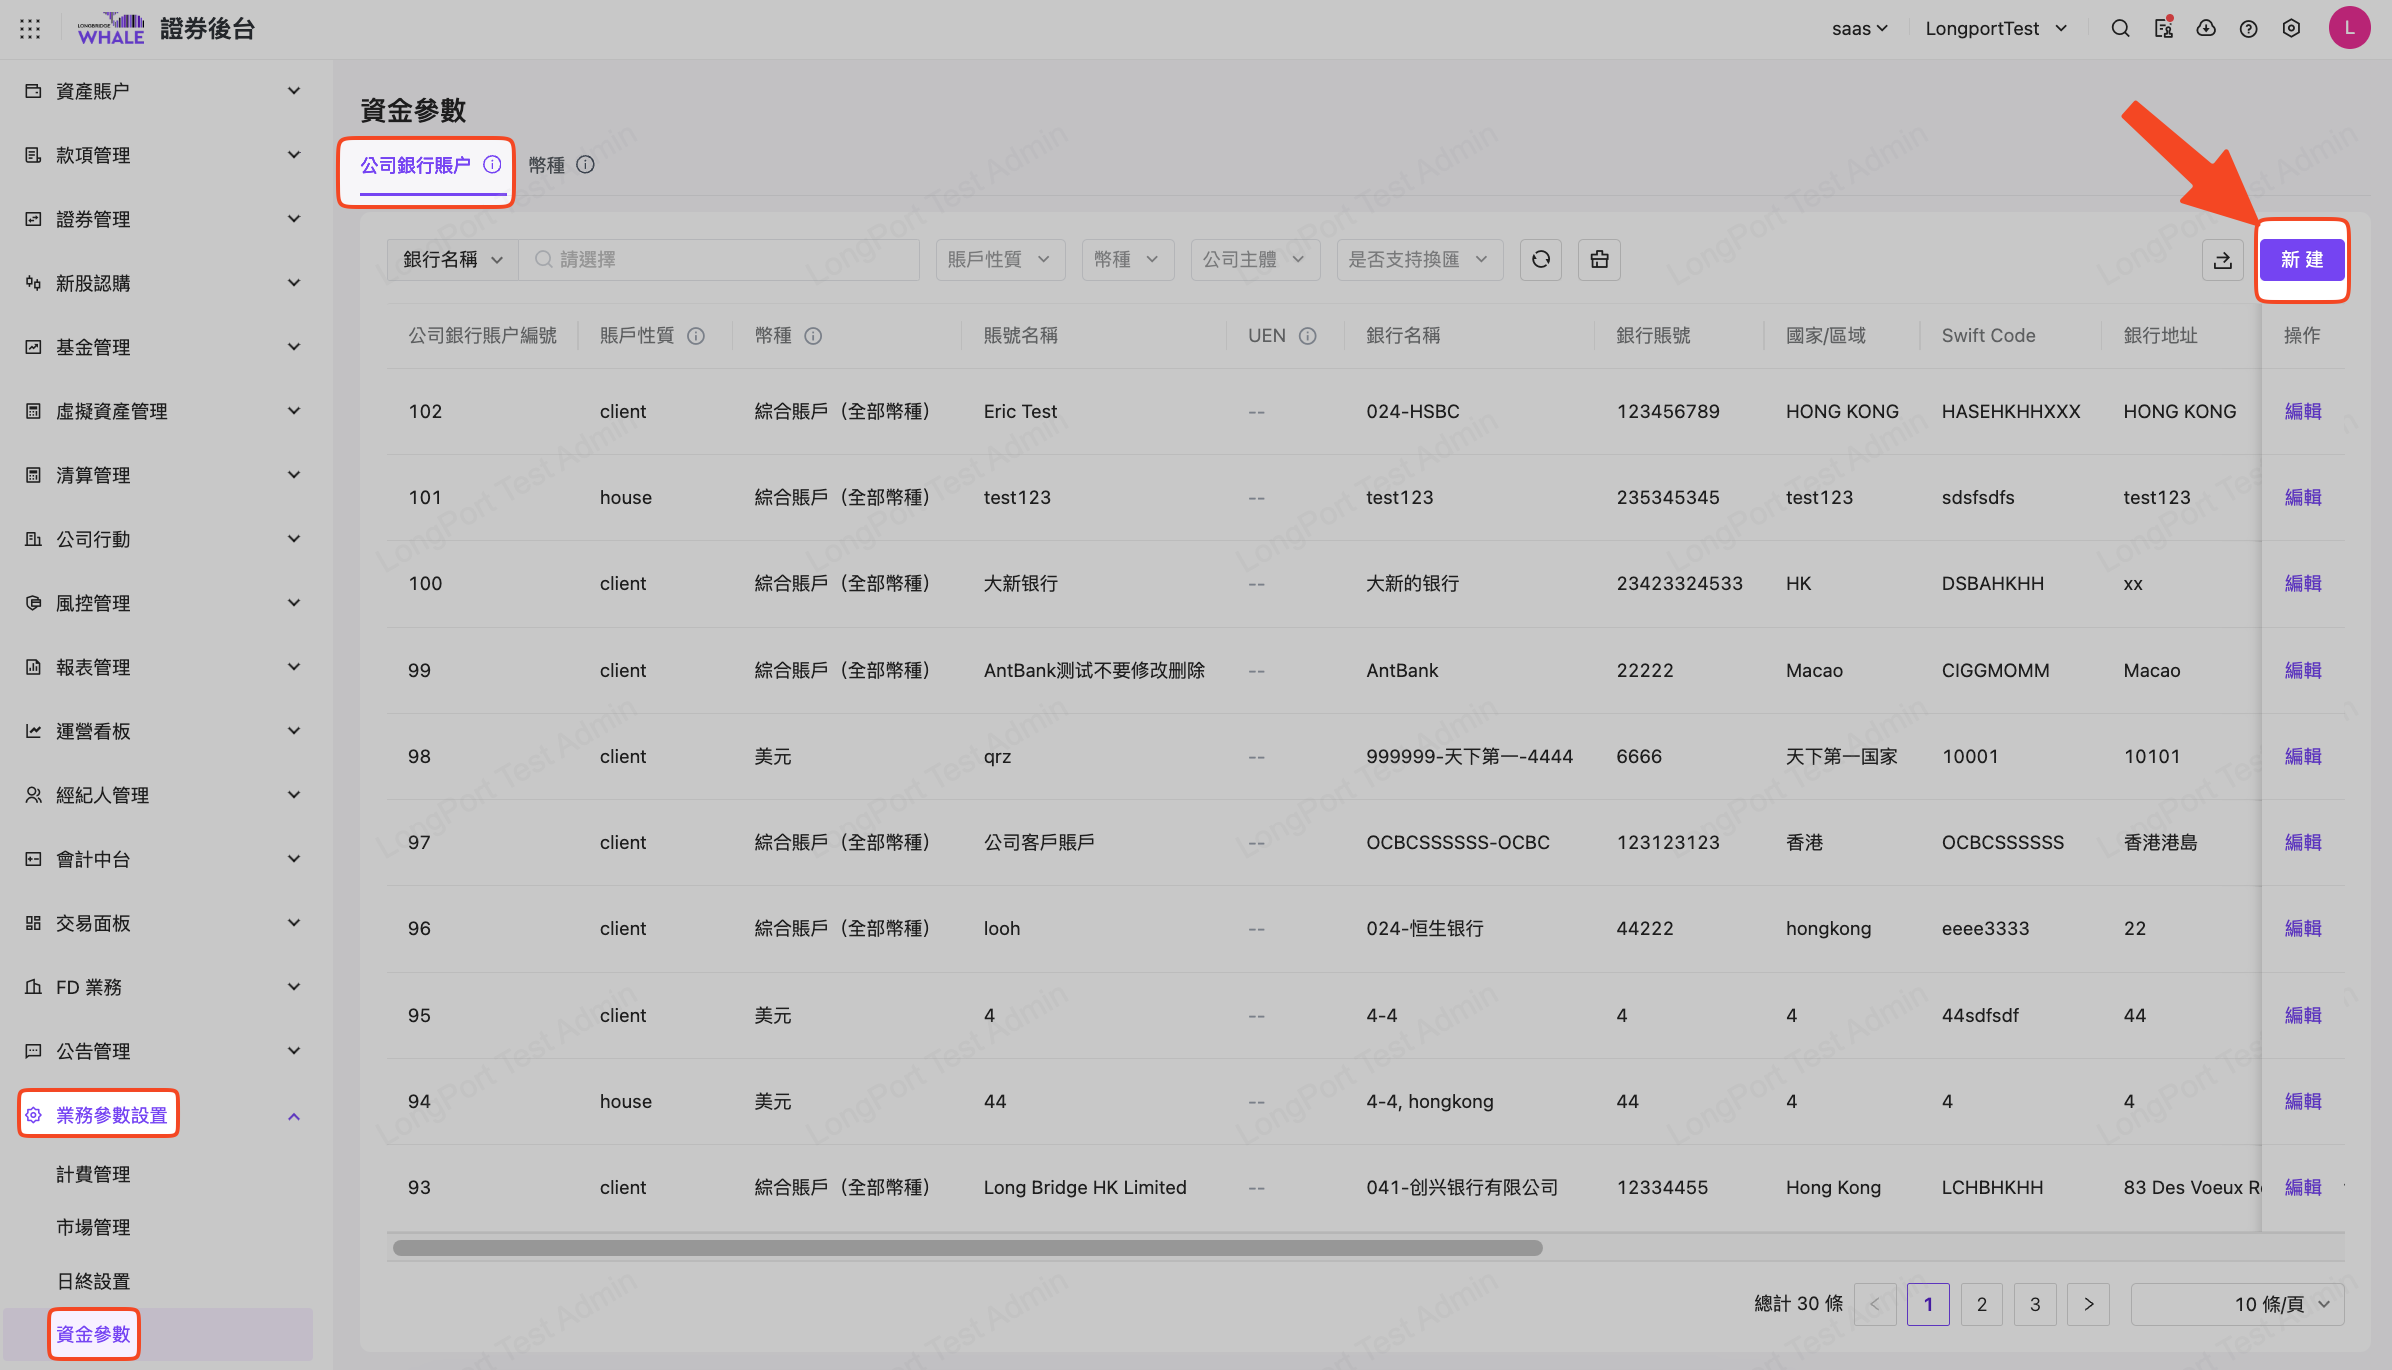 LONGBRIDGE
WHALE
證券後台
saas
LongportTest
L
資產賬户
款項管理
證券管理
新股認購
基金管理
虛擬資產管理
清算管理
公司行動
風控管理
報表管理
運營看板
經紀人管理
會計中台
交易面板
FD 業務
公告管理
業務參數設置
計費管理
市場管理
日終設置
資金參數
資金參數
公司銀行賬户 幣種
銀行名稱 請選擇 賬戶性質 幣種 公司主體 是否支持換匯 新 建
公司銀行賬户編號 賬戶性質 幣種 賬號名稱 UEN 銀行名稱 銀行賬號 國家/區域 Swift Code 銀行地址 操作
102 client 綜合賬戶（全部幣種） Eric Test -- 024-HSBC 123456789 HONG KONG HASEHKHHXXX HONG KONG 編輯
101 house 綜合賬戶（全部幣種） test123 -- test123 235345345 test123 sdsfsdfs test123 編輯
100 client 綜合賬戶（全部幣種） 大新银行 -- 大新的银行 23423324533 HK DSBAHKHH xx 編輯
99 client 綜合賬戶（全部幣種） AntBank测试不要修改删除 -- AntBank 22222 Macao CIGGMOMM Macao 編輯
98 client 美元 qrz -- 999999-天下第一-4444 6666 天下第一国家 10001 10101 編輯
97 client 綜合賬戶（全部幣種） 公司客戶賬戶 -- OCBCSSSSSS-OCBC 123123123 香港 OCBCSSSSSS 香港港島 編輯
96 client 綜合賬戶（全部幣種） looh -- 024-恒生银行 44222 hongkong eeee3333 22 編輯
95 client 美元 4 -- 4-4 4 4 44sdfsdf 44 編輯
94 house 美元 44 -- 4-4, hongkong 44 4 4 4 編輯
93 client 綜合賬戶（全部幣種） Long Bridge HK Limited -- 041-创兴银行有限公司 12334455 Hong Kong LCHBHKHH 83 Des Voeux R 編輯
總計 30 條 < 1 2 3 > 10 條/頁
LongPort Test Admin